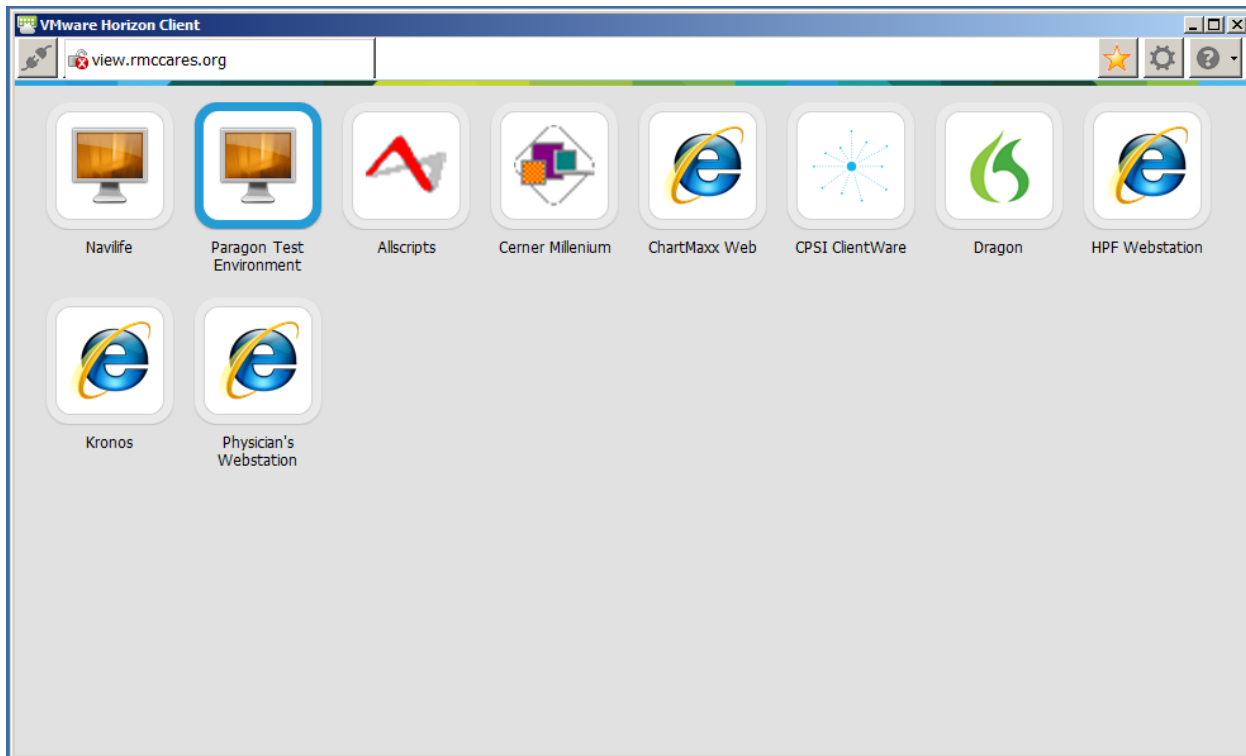 VMware Horizon Client
view.rmccares.org
Navilife
Paragon Test
Environment
Allscripts
Cerner Millenium
ChartMaxx Web
CPSI ClientWare
Dragon
HPF Webstation
Kronos
Physician's
Webstation